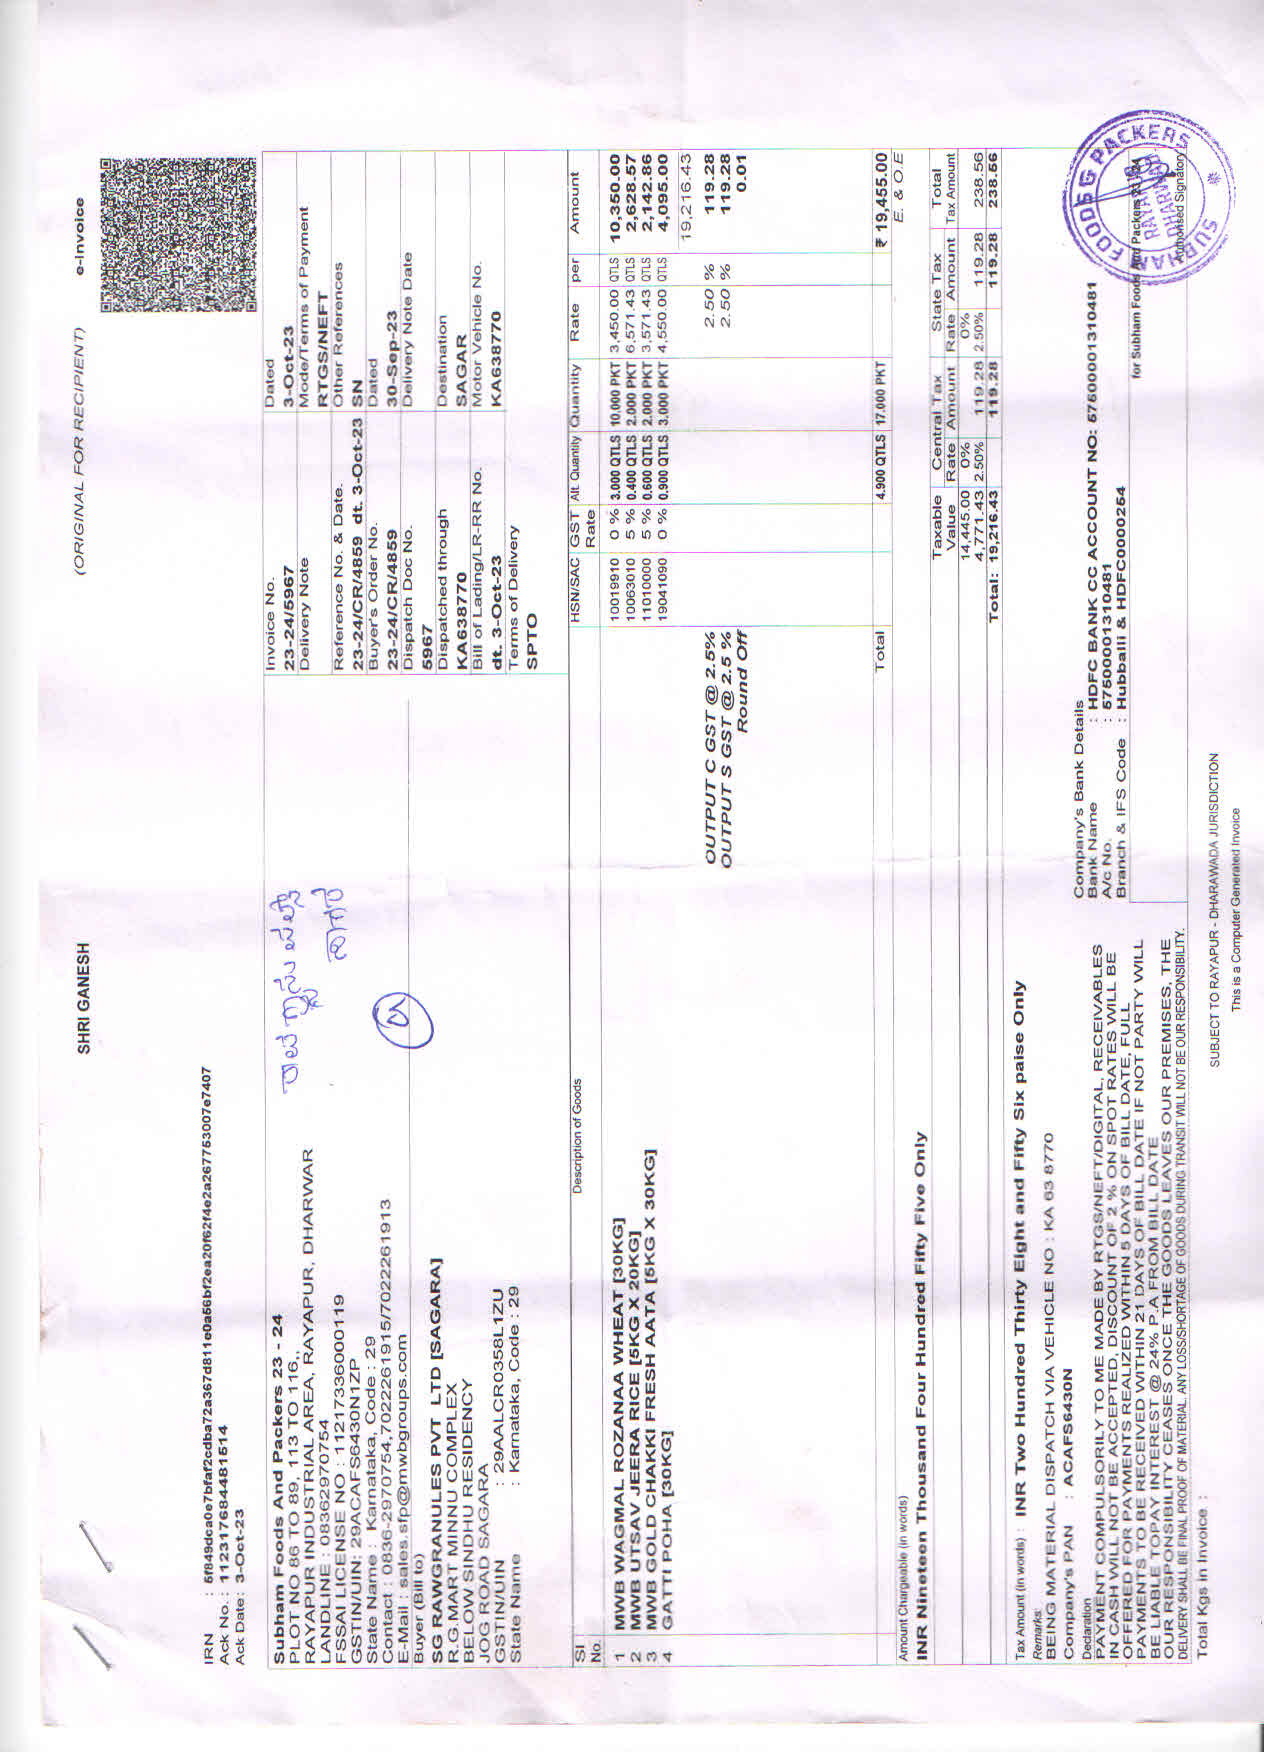 SHRI GANESH
(ORIGINAL FOR RECIPIENT) e-Invoice
IRN : 5f849dca0e7bfaf2cdba72a367d811e0a56bf2ea20f62f4e2a267753007e7407
Ack No. : 112317684481514
Ack Date : 3-Oct-23
Subham Foods And Packers 23 - 24
PLOT NO 86 TO 89, 113 TO 116,,
RAYAPUR INDUSTRIAL AREA, RAYAPUR, DHARWAR
LANDLINE : 08362970754
FSSAI LICENSE NO : 11217336000119
GSTIN/UIN: 29ACAFS6430N1ZP
State Name : Karnataka, Code : 29
Contact : 0836-2970754,7022261915/7022261913
E-Mail : sales.sfp@mwbgroups.com
ಸಾಗರ
Buyer (Bill to)
SG RAWGRANULES PVT LTD [SAGARA]
R.G.MART MINNU COMPLEX
BELOW SINDHU RESIDENCY
JOG ROAD SAGARA
GSTIN/UIN : 29AALCR0358L1ZU
State Name : Karnataka, Code : 29
Invoice No. Dated
23-24/5967 3-Oct-23
Delivery Note Mode/Terms of Payment
RTGS/NEFT
Reference No. & Date. Other References
23-24/CR/4859 dt. 3-Oct-23 SN
Buyer's Order No. Dated
23-24/CR/4859 30-Sep-23
Dispatch Doc No. Delivery Note Date
5967
Dispatched through Destination
KA638770 SAGAR
Bill of Lading/LR-RR No. Motor Vehicle No.
dt. 3-Oct-23 KA638770
Terms of Delivery
SPTO
Sl No. Description of Goods HSN/SAC GST Rate Alt. Quantity Quantity Rate per Amount
1 MWB WAGMAL ROZANAA WHEAT [30KG] 10019910 0 % 3.000 QTLS 10.000 PKT 3,450.00 QTLS 10,350.00
2 MWB UTSAV JEERA RICE [5KG X 20KG] 10063010 5 % 0.400 QTLS 2.000 PKT 6,571.43 QTLS 2,628.57
3 MWB GOLD CHAKKI FRESH AATA [5KG X 30KG] 11010000 5 % 0.600 QTLS 2.000 PKT 3,571.43 QTLS 2,142.86
4 GATTI POHA [30KG] 19041090 0 % 0.900 QTLS 3.000 PKT 4,550.00 QTLS 4,095.00
19,216.43
OUTPUT C GST @ 2.5% 2.50 % 119.28
OUTPUT S GST @ 2.5 % 2.50 % 119.28
Round Off 0.01
Total 4.900 QTLS 17.000 PKT ₹ 19,455.00
Amount Chargeable (in words) E. & O.E
INR Nineteen Thousand Four Hundred Fifty Five Only
Taxable Value Central Tax State Tax Total Tax Amount
Rate Amount Rate Amount
14,445.00 0% 0%
4,771.43 2.50% 119.28 2.50% 119.28 238.56
Total: 19,216.43 119.28 119.28 238.56
Tax Amount (in words) : INR Two Hundred Thirty Eight and Fifty Six paise Only
Remarks:
BEING MATERIAL DISPATCH VIA VEHICLE NO : KA 63 8770
Company's PAN : ACAFS6430N
Declaration
PAYMENT COMPULSORILY TO ME MADE BY RTGS/NEFT/DIGITAL, RECEIVABLES
IN CASH WILL NOT BE ACCEPTED, DISCOUNT OF 2 % ON SPOT RATES WILL BE
OFFERED FOR PAYMENTS REALIZED WITHIN 5 DAYS OF BILL DATE, FULL
PAYMENTS TO BE RECEIVED WITHIN 21 DAYS OF BILL DATE IF NOT PARTY WILL
BE LIABLE TOPAY INTEREST @ 24% P.A FROM BILL DATE
OUR RESPONSIBILITY CEASES ONCE THE GOODS LEAVES OUR PREMISES, THE
DELIVERY SHALL BE FINAL PROOF OF MATERIAL. ANY LOSS/SHORTAGE OF GOODS DURING TRANSIT WILL NOT BE OUR RESPONSIBILITY.
Total Kgs in Invoice :
Company's Bank Details
Bank Name : HDFC BANK CC ACCOUNT NO: 57500001310481
A/c No. : 57500001310481
Branch & IFS Code : Hubballi & HDFC0000254
for Subham Foods And Packers 23 - 24
Authorised Signatory
SUBHAM FOODS & PACKERS
RAYAPUR
DHARWAD.
SUBJECT TO RAYAPUR - DHARAWADA JURISDICTION
This is a Computer Generated Invoice